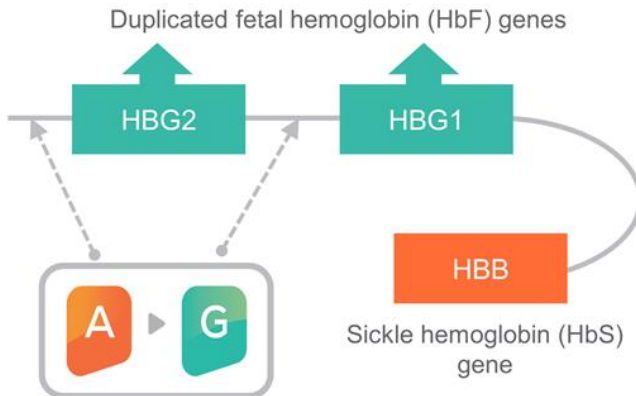 Duplicated fetal hemoglobin (HbF) genes
HBG2
HBG1
HBB
A
G
Sickle hemoglobin (HbS)
gene